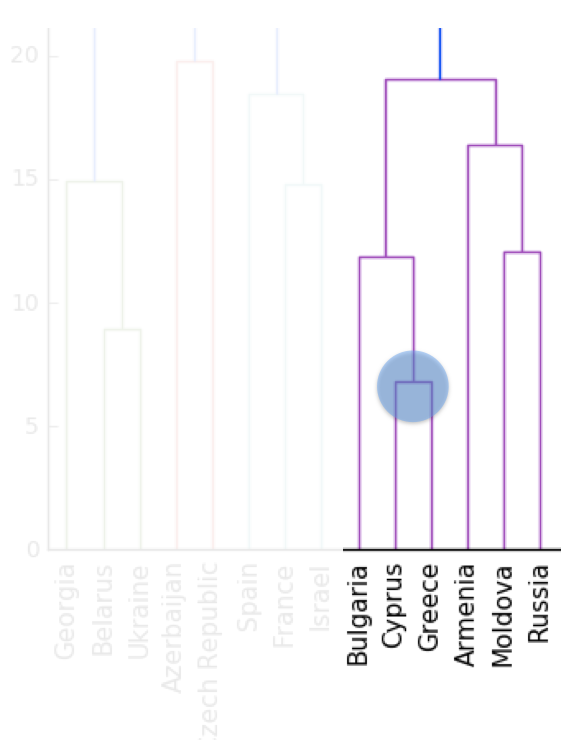 20
15
10
5
0
Georgia
Belarus
Ukraine
Azerbaijan
zech Republic
Spain
France
Israel
Bulgaria
Cyprus
Greece
Armenia
Moldova
Russia